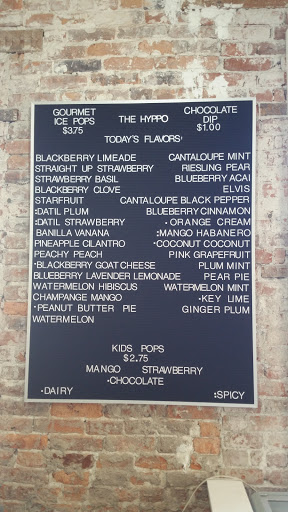 GOURMET ICE POPS $3.75
THE HYPPO
CHOCOLATE DIP $1.00
TODAY'S FLAVORS!
BLACKBERRY LIMEADE
STRAIGHT UP STRAWBERRY
STRAWBERRY BASIL
BLACKBERRY CLOVE
STARFRUIT
:DATIL PLUM
:DATIL STRAWBERRY
BANILLA VANANA
PINEAPPLE CILANTRO
PEACHY PEACH
·BLACKBERRY GOAT CHEESE
BLUEBERRY LAVENDER LEMONADE
WATERMELON HIBISCUS
CHAMPANGE MANGO
·PEANUT BUTTER PIE
WATERMELON
CANTALOUPE MINT
RIESLING PEAR
BLUEBERRY ACAI
ELVIS
CANTALOUPE BLACK PEPPER
BLUEBERRY CINNAMON
·ORANGE CREAM
:MANGO HABANERO
·COCONUT COCONUT
PINK GRAPEFRUIT
PLUM MINT
PEAR PIE
WATERMELON MINT
·KEY LIME
GINGER PLUM
KIDS POPS
$2.75
MANGO STRAWBERRY
·CHOCOLATE
·DAIRY
:SPICY